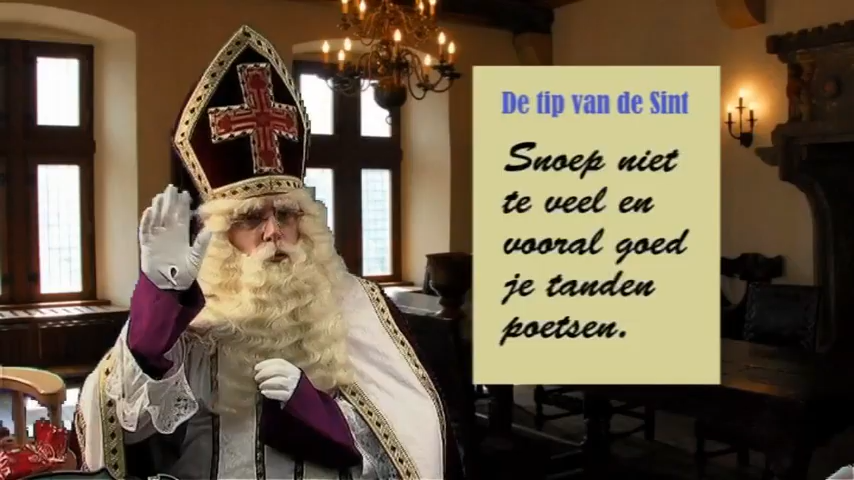 De tip van de Sint
Snoep niet
te veel en
vooral goed
je tanden
poetsen.